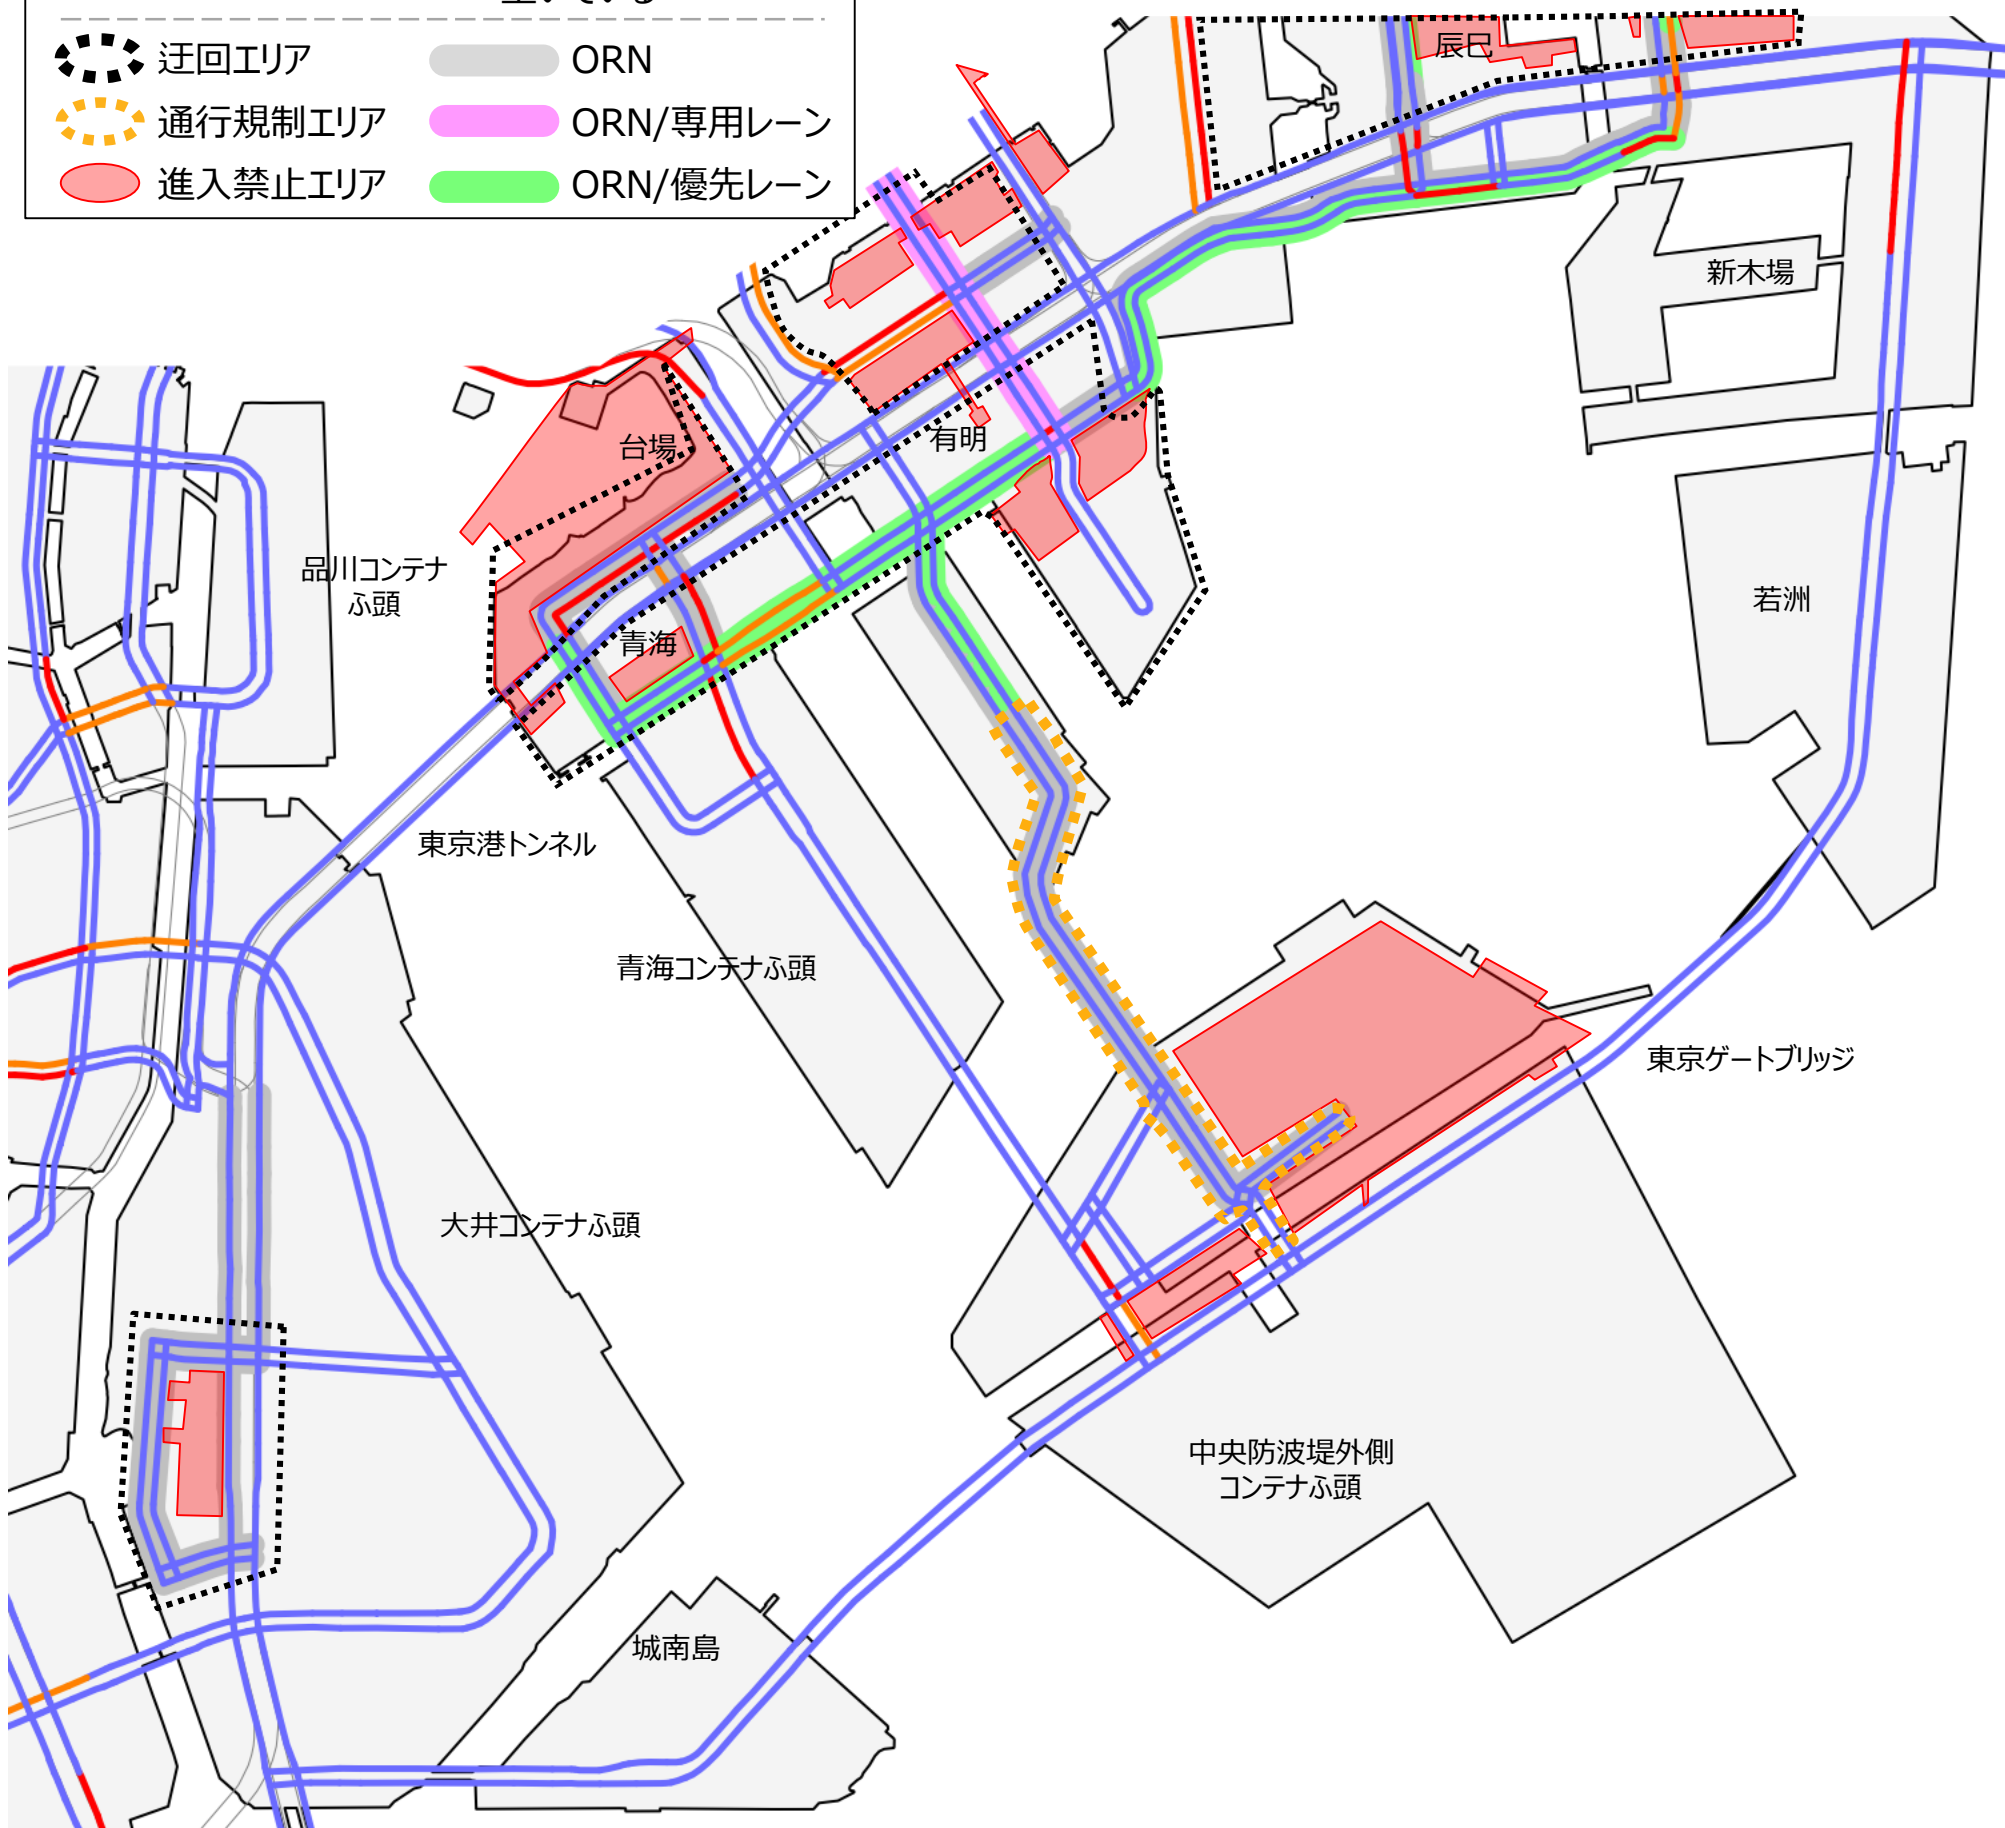 空いている
迂回エリア
ORN
通行規制エリア
ORN/専用レーン
進入禁止エリア
ORN/優先レーン
辰巳
新木場
台場
有明
品川コンテナ
ふ頭
若洲
青海
東京港トンネル
青海コンテナふ頭
東京ゲートブリッジ
大井コンテナふ頭
中央防波堤外側
コンテナふ頭
城南島